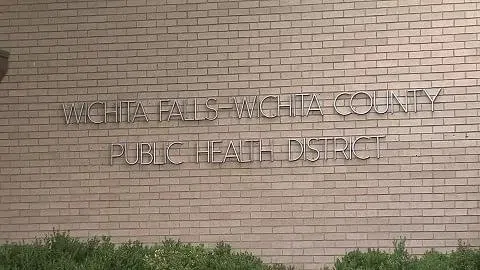 WICHITA FALLS-WICHITA COUNTY
PUBLIC HEALTH DISTRICT